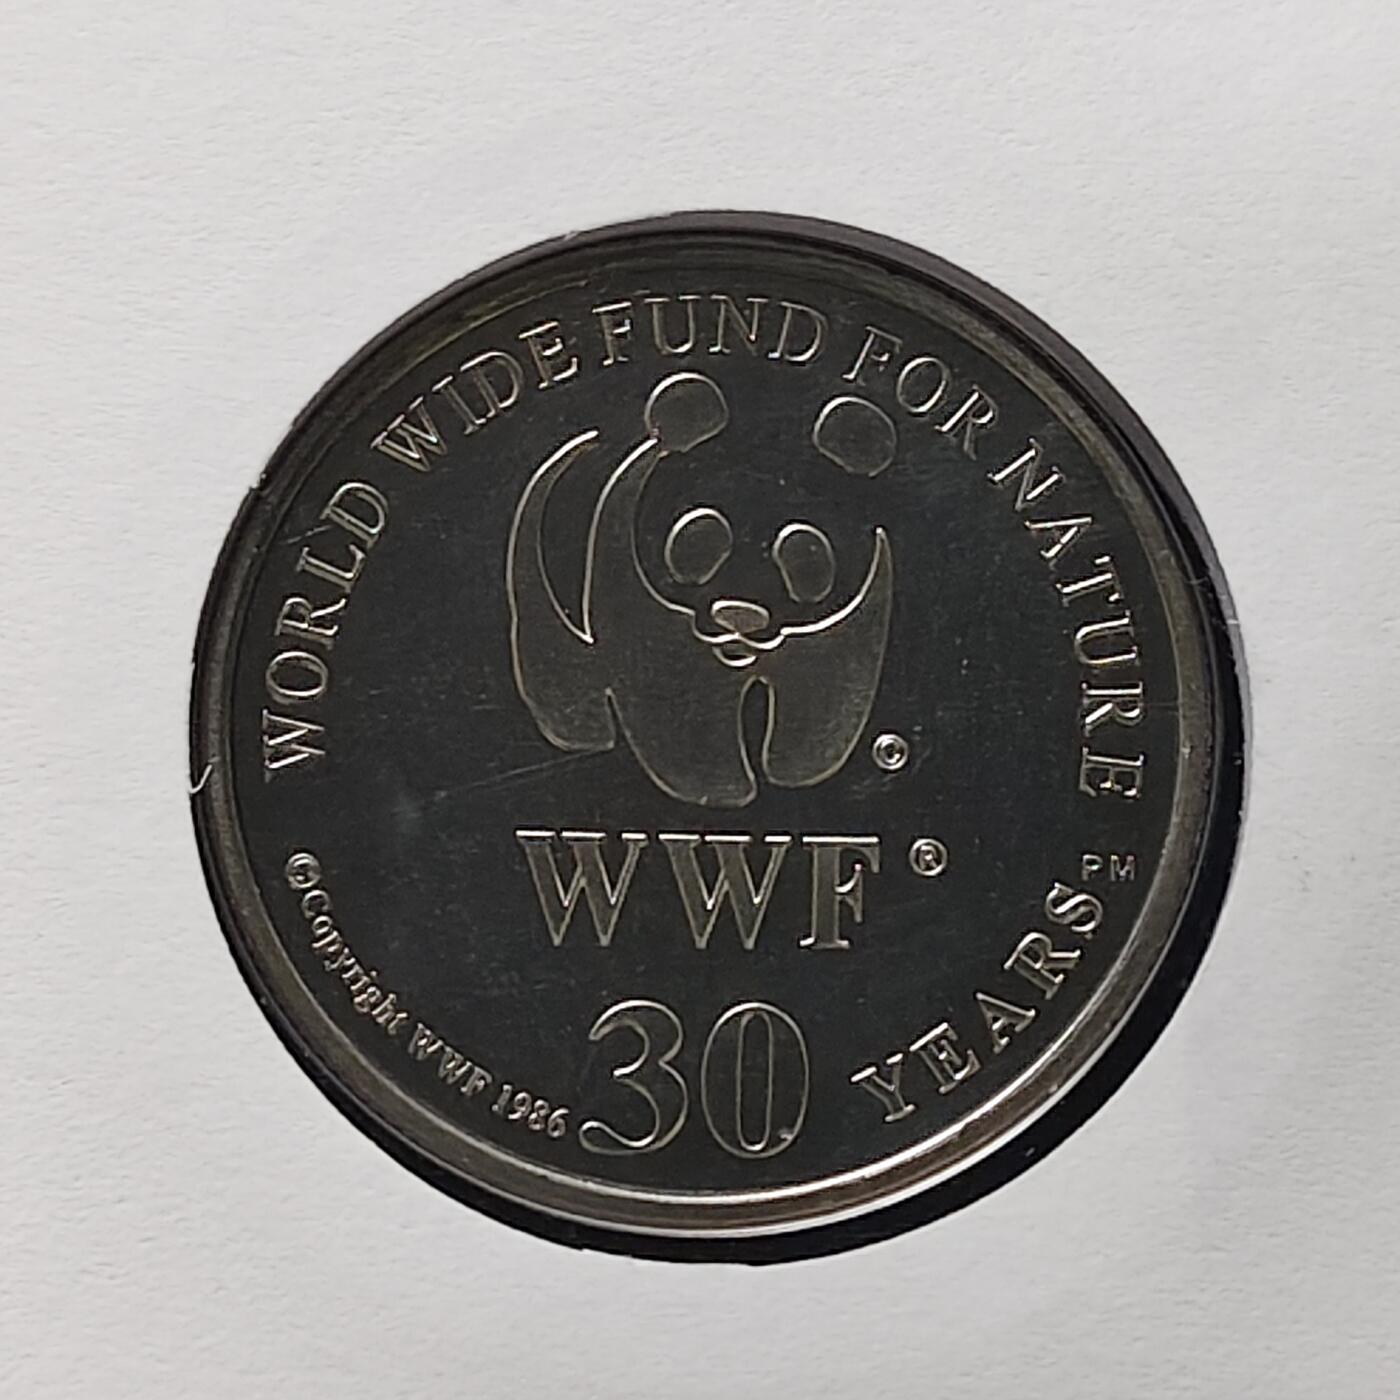 WORLD WIDE FUND FOR NATURE
©
WWF ®
PM
© Copyright WWF 1986
30 YEARS